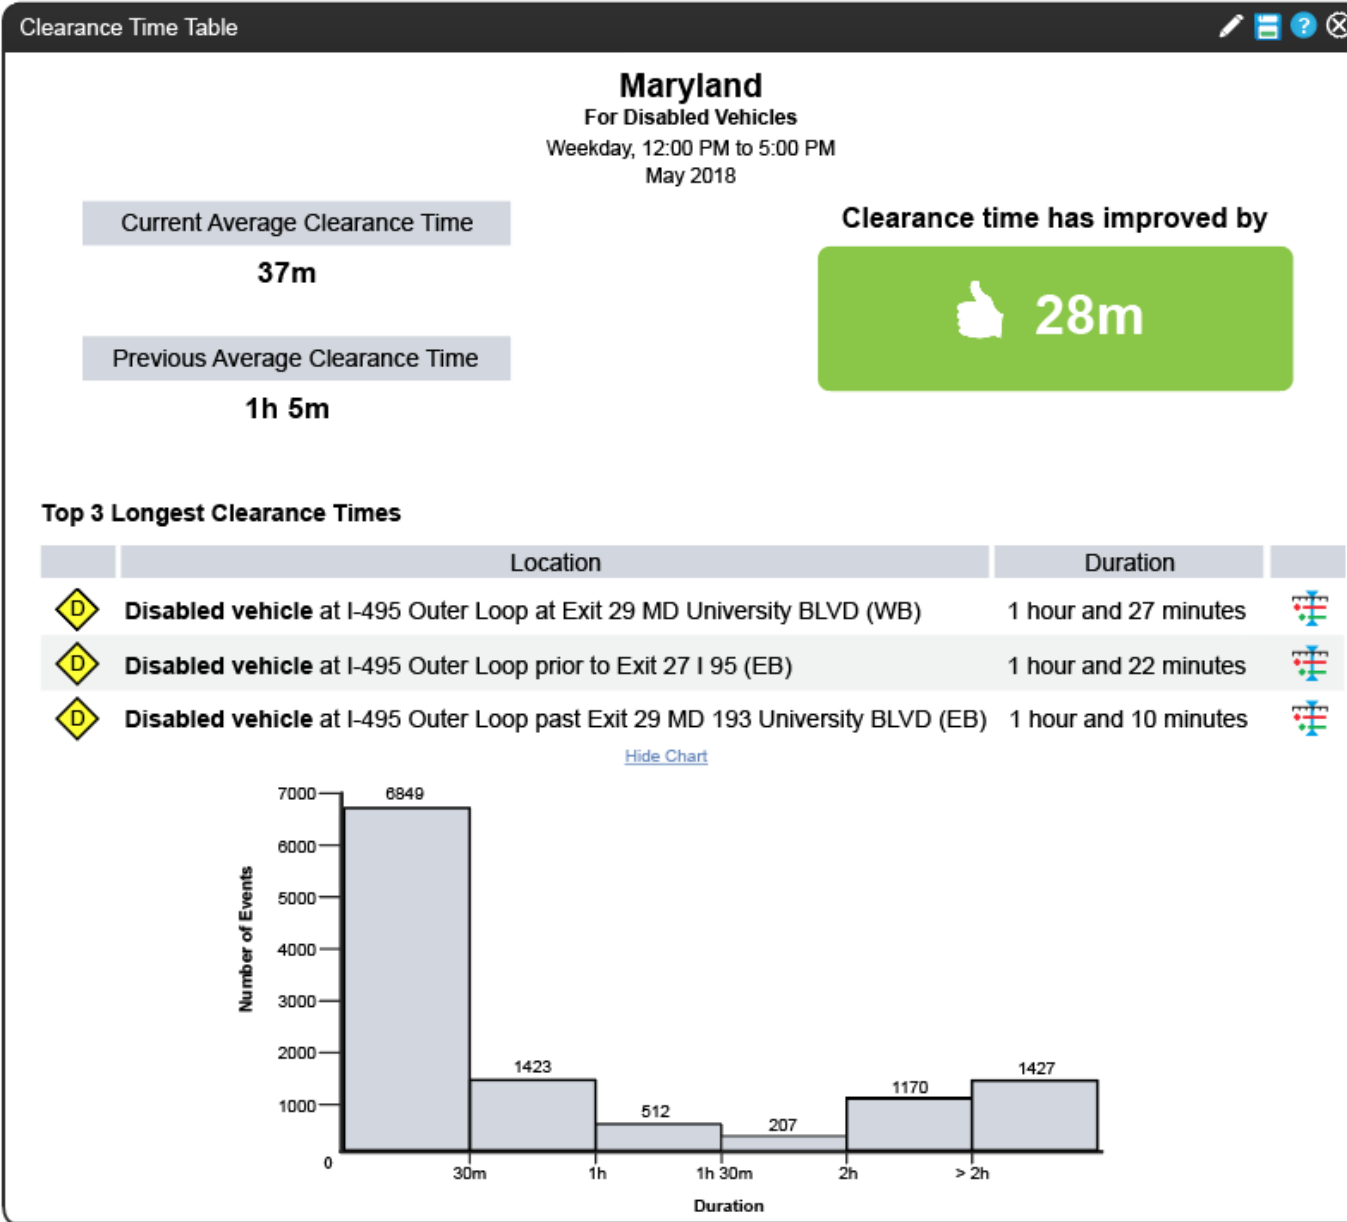 Clearance Time Table
?
Maryland
For Disabled Vehicles
Weekday, 12:00 PM to 5:00 PM
May 2018
Current Average Clearance Time
37m
Previous Average Clearance Time
1h 5m
Clearance time has improved by
28m
Top 3 Longest Clearance Times
Location Duration
D Disabled vehicle at I-495 Outer Loop at Exit 29 MD University BLVD (WB) 1 hour and 27 minutes
D Disabled vehicle at I-495 Outer Loop prior to Exit 27 I 95 (EB) 1 hour and 22 minutes
D Disabled vehicle at I-495 Outer Loop past Exit 29 MD 193 University BLVD (EB) 1 hour and 10 minutes
Hide Chart
Number of Events
7000
6000
5000
4000
3000
2000
1000
0
6849
1423
512
207
1170
1427
30m 1h 1h 30m 2h > 2h
Duration